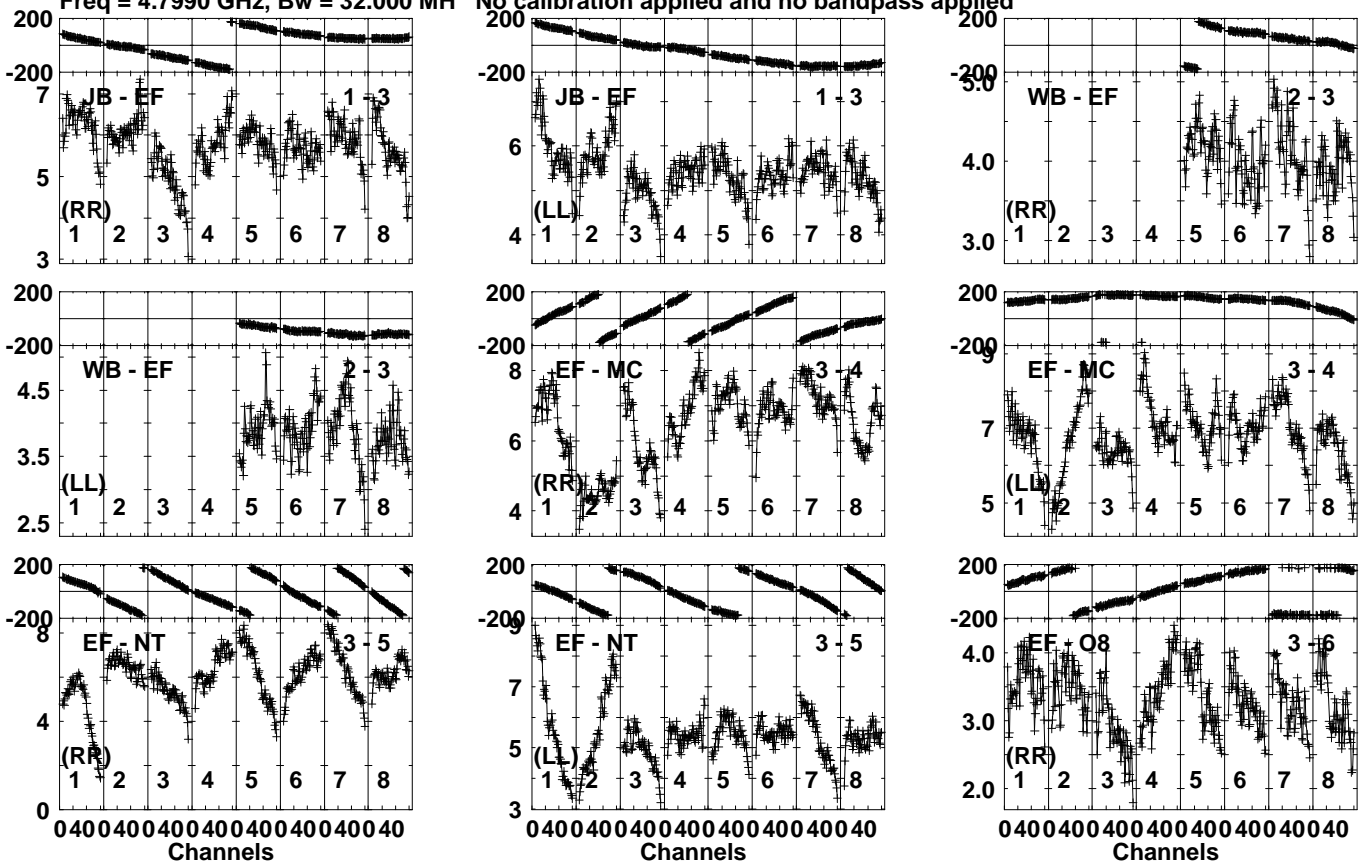 Freq = 4.7990 GHz, Bw = 32.000 MH No calibration applied and no bandpass applied
200
-200
7
5
3
JB - EF 1 - 3
(RR)
1 2 3 4 5 6 7 8
200
-200
6
4
JB - EF 1 - 3
(LL)
1 2 3 4 5 6 7 8
200
-200
5.0
4.0
3.0
WB - EF 2 - 3
(RR)
1 2 3 4 5 6 7 8
200
-200
4.5
3.5
2.5
WB - EF 2 - 3
(LL)
1 2 3 4 5 6 7 8
200
-200
8
6
4
EF - MC 3 - 4
(RR)
1 2 3 4 5 6 7 8
200
-200
9
7
5
EF - MC 3 - 4
(LL)
1 2 3 4 5 6 7 8
200
-200
8
4
0
EF - NT 3 - 5
(RR)
1 2 3 4 5 6 7 8
0 40 0 40 0 40 0 40 0 40 0 40 0 40 0 40
Channels
200
-200
9
7
5
3
EF - NT 3 - 5
(LL)
1 2 3 4 5 6 7 8
0 40 0 40 0 40 0 40 0 40 0 40 0 40 0 40
Channels
200
-200
4.0
3.0
2.0
EF - O8 3 - 6
(RR)
1 2 3 4 5 6 7 8
0 40 0 40 0 40 0 40 0 40 0 40 0 40 0 40
Channels